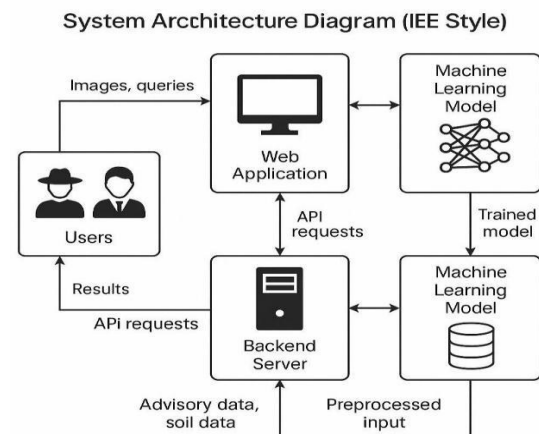 System Arcchitecture Diagram (IEE Style)
Images, queries
Web
Application
Machine
Learning
Model
Users
API
requests
Trained
model
Results
APi requests
Backend
Server
Machine
Learning
Model
Advisory data,
soil data
Preprocessed
input